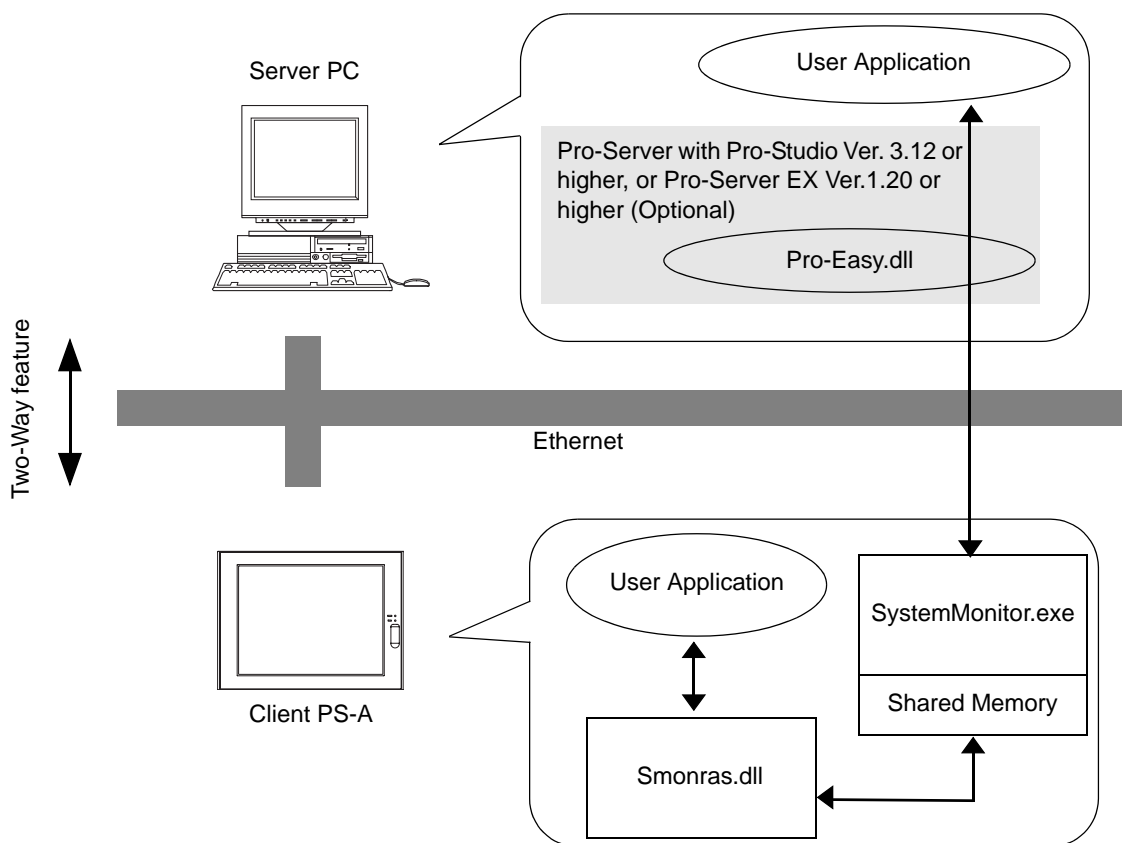 Server PC
User Application
Pro-Server with Pro-Studio Ver. 3.12 or
higher, or Pro-Server EX Ver.1.20 or
higher (Optional)
Pro-Easy.dll
Two-Way feature
Ethernet
User Application
SystemMonitor.exe
Shared Memory
Client PS-A
Smonras.dll